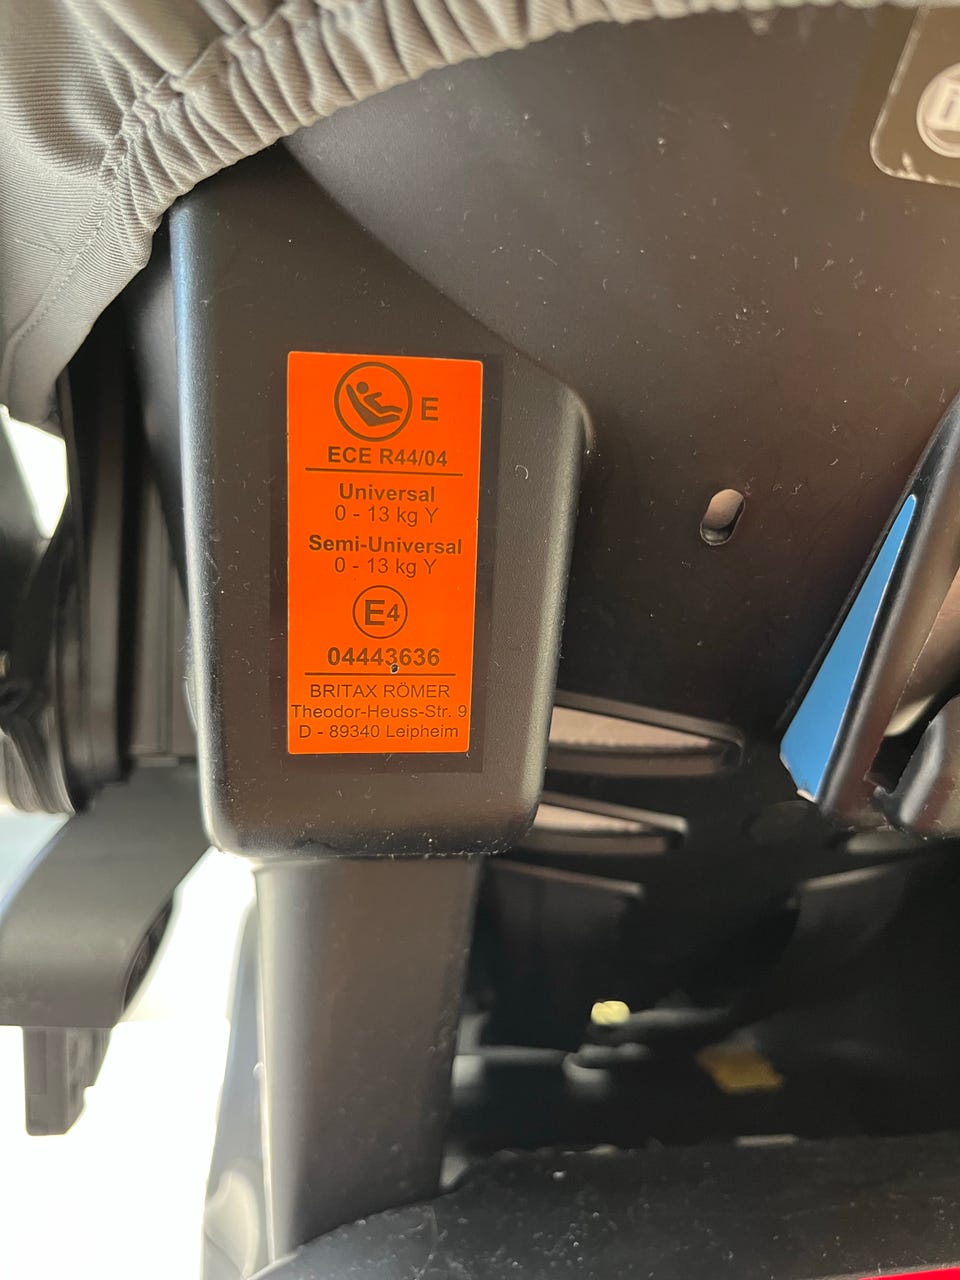 E
ECE R44/04
Universal
0 - 13 kg Y
Semi-Universal
0 - 13 kg Y
E4
04443636
BRITAX RÖMER
Theodor-Heuss-Str. 9
D - 89340 Leipheim